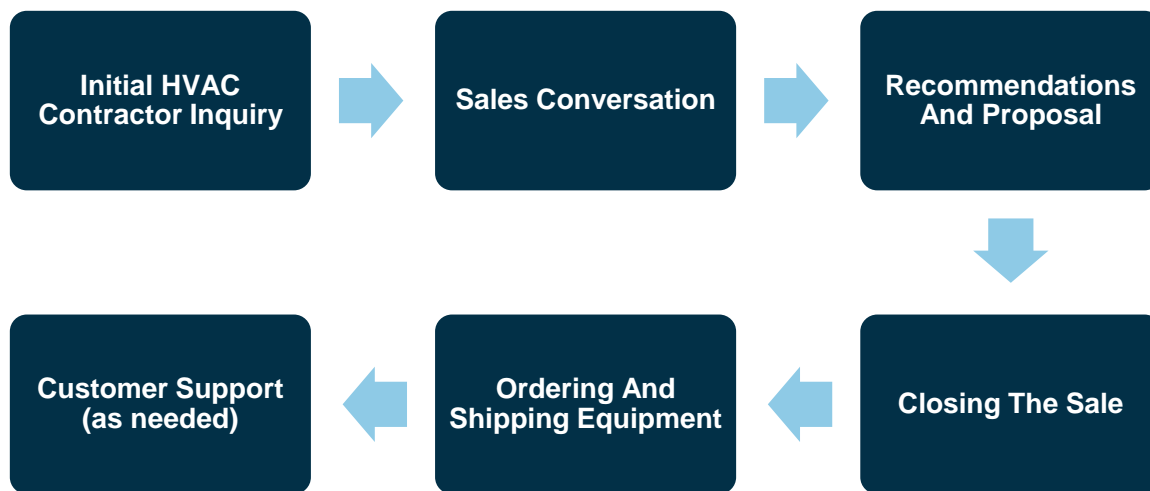 Initial HVAC
Contractor Inquiry
Sales Conversation
Recommendations
And Proposal
Closing The Sale
Ordering And
Shipping Equipment
Customer Support
(as needed)